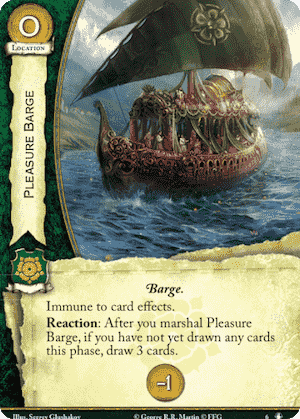 0
LOCATION
PLEASURE BARGE
Barge.
Immune to card effects.
Reaction: After you marshal Pleasure
Barge, if you have not yet drawn any cards
this phase, draw 3 cards.
-1
Illus. Sergey Glushakov © George R.R. Martin © FFG 6